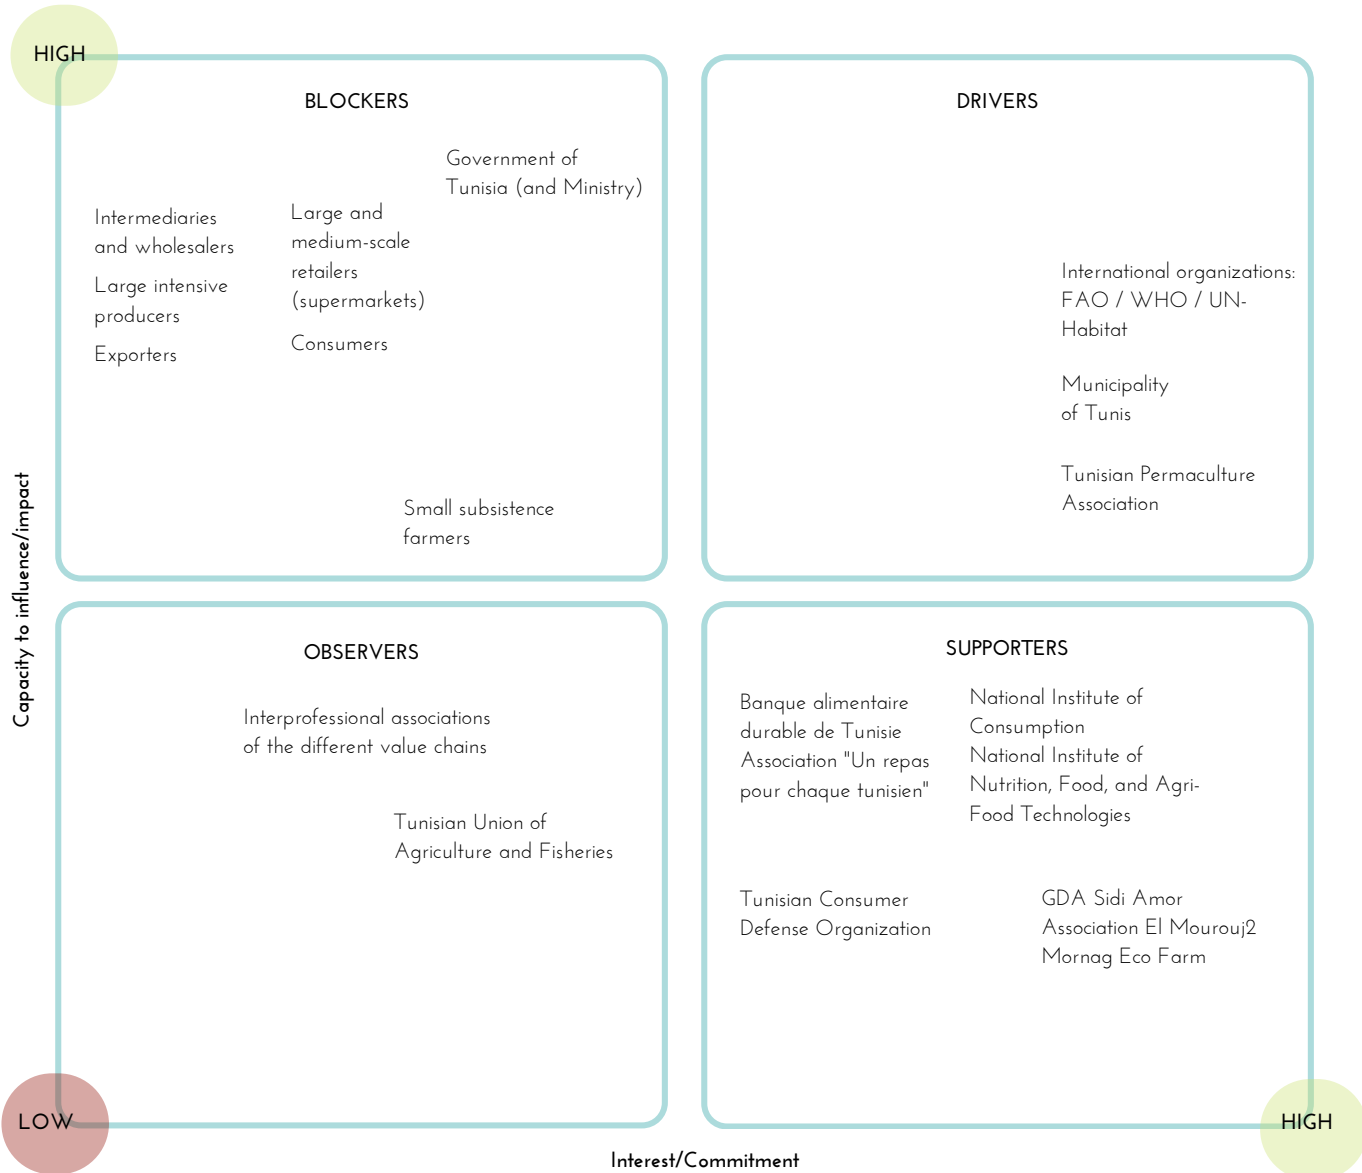 HIGH
BLOCKERS
Government of
Tunisia (and Ministry)
Intermediaries
and wholesalers
Large intensive
producers
Exporters
Large and
medium-scale
retailers
(supermarkets)
Consumers
Small subsistence
farmers
DRIVERS
International organizations:
FAO / WHO / UN-
Habitat
Municipality
of Tunis
Tunisian Permaculture
Association
Capacity to influence/impact
OBSERVERS
Interprofessional associations
of the different value chains
Tunisian Union of
Agriculture and Fisheries
SUPPORTERS
Banque alimentaire
durable de Tunisie
Association "Un repas
pour chaque tunisien"
National Institute of
Consumption
National Institute of
Nutrition, Food, and Agri-
Food Technologies
Tunisian Consumer
Defense Organization
GDA Sidi Amor
Association El Mourouj2
Mornag Eco Farm
LOW
HIGH
Interest/Commitment